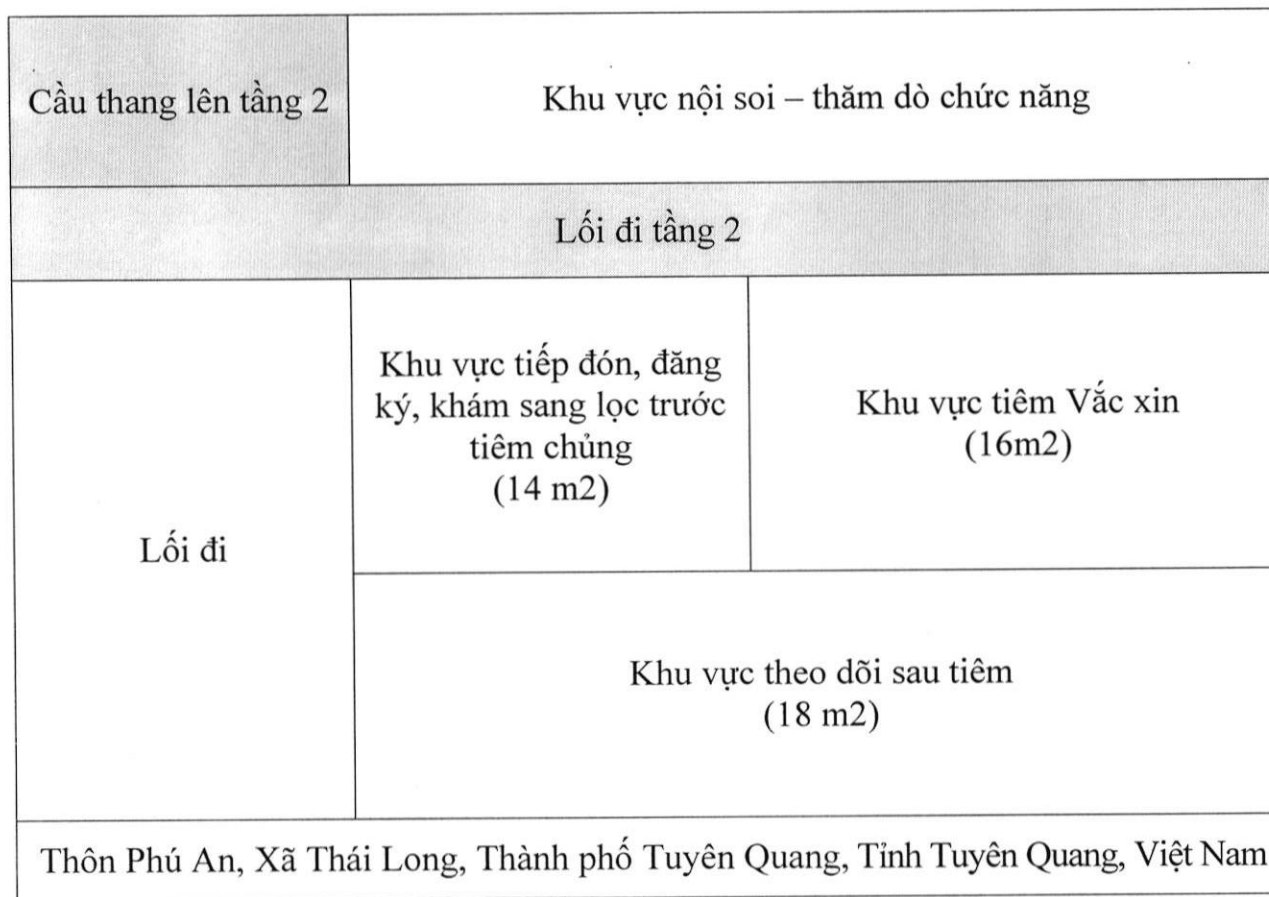 Cầu thang lên tầng 2
Khu vực nội soi – thăm dò chức năng
Lối đi tầng 2
Khu vực tiếp đón, đăng
ký, khám sang lọc trước
tiêm chủng
(14 m2)
Khu vực tiêm Vắc xin
(16m2)
Lối đi
Khu vực theo dõi sau tiêm
(18 m2)
Thôn Phú An, Xã Thái Long, Thành phố Tuyên Quang, Tỉnh Tuyên Quang, Việt Nam